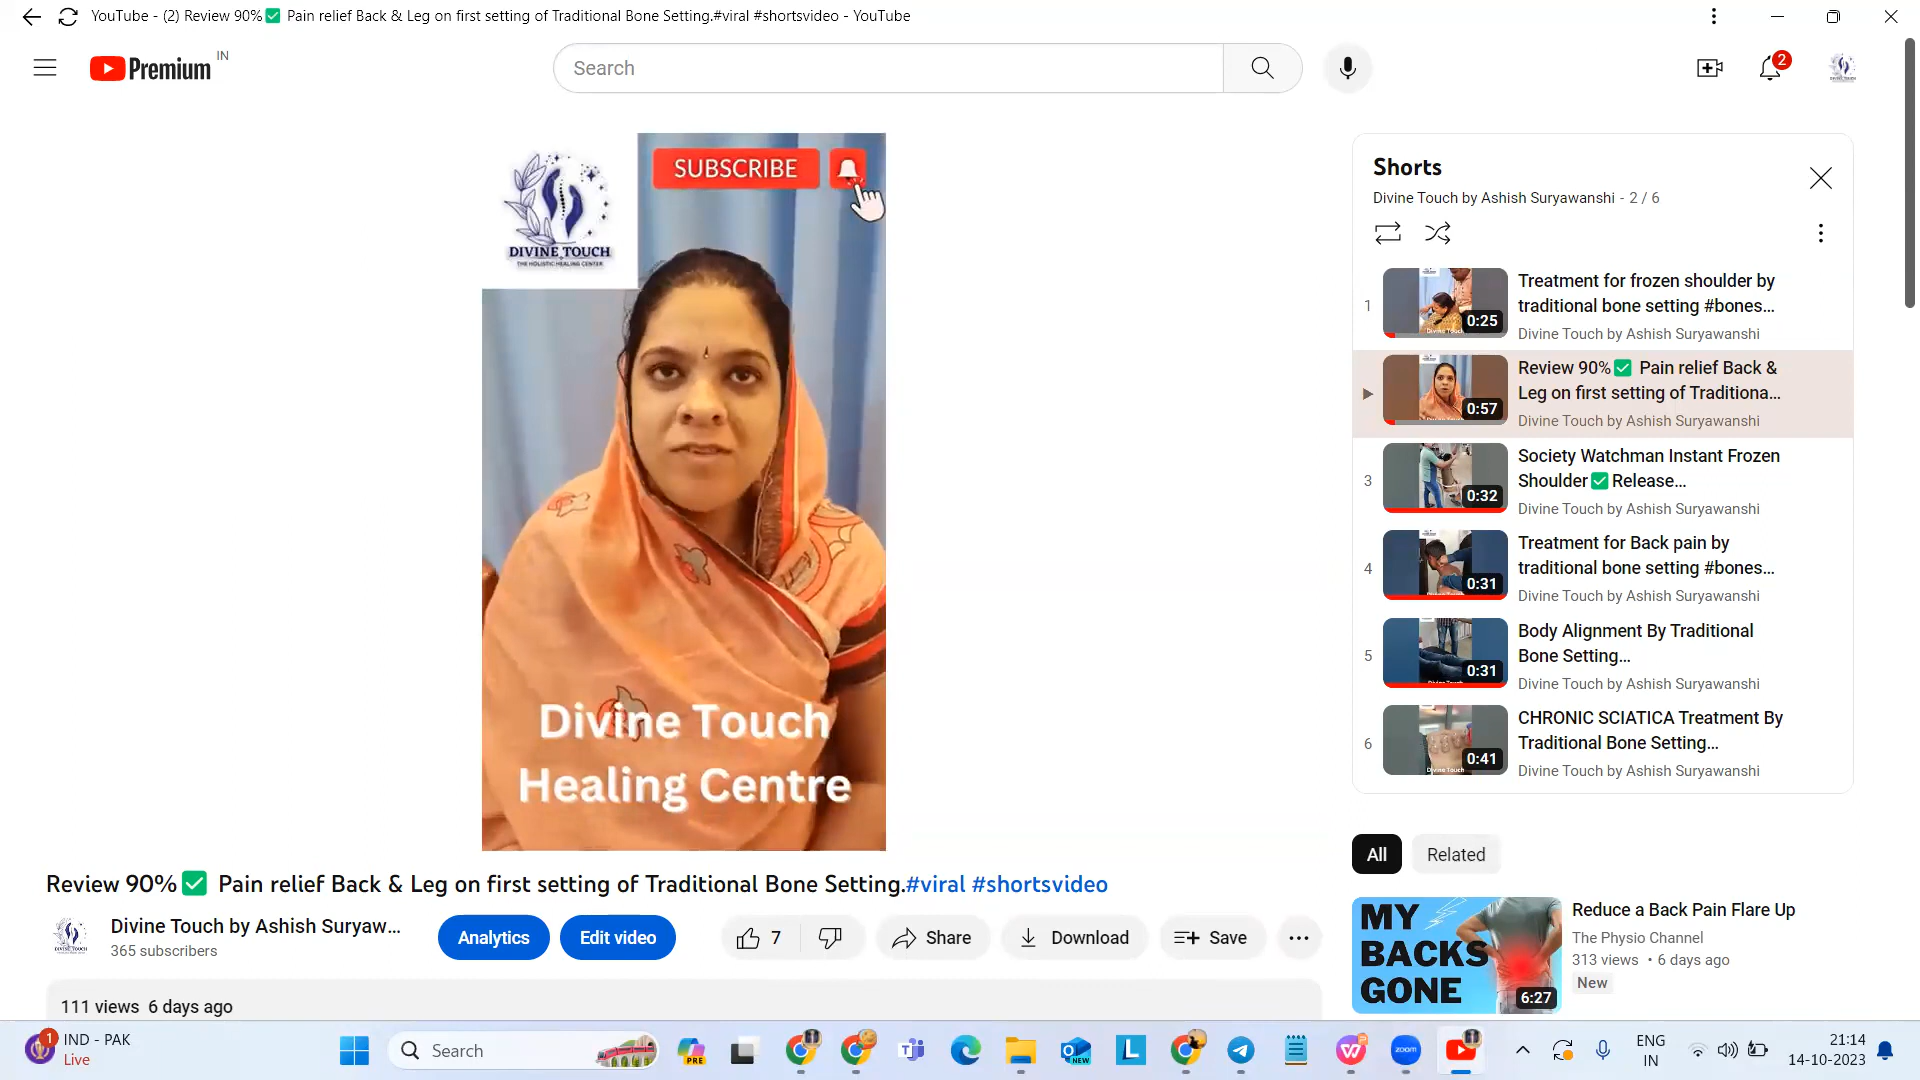 YouTube - (2) Review 90%✅ Pain relief Back & Leg on first setting of Traditional Bone Setting.#viral #shortsvideo - YouTube
Premium IN
Search
2
SUBSCRIBE
DIVINE TOUCH
THE HOLISTIC HEALING CENTER
Divine Touch
Healing Centre
Shorts
Divine Touch by Ashish Suryawanshi - 2 / 6
1
0:25
Treatment for frozen shoulder by
traditional bone setting #bones...
Divine Touch by Ashish Suryawanshi
0:57
Review 90%✅ Pain relief Back &
Leg on first setting of Traditiona...
Divine Touch by Ashish Suryawanshi
3
0:32
Society Watchman Instant Frozen
Shoulder✅Release...
Divine Touch by Ashish Suryawanshi
4
0:31
Treatment for Back pain by
traditional bone setting #bones...
Divine Touch by Ashish Suryawanshi
5
0:31
Body Alignment By Traditional
Bone Setting...
Divine Touch by Ashish Suryawanshi
6
0:41
CHRONIC SCIATICA Treatment By
Traditional Bone Setting...
Divine Touch by Ashish Suryawanshi
Review 90%✅ Pain relief Back & Leg on first setting of Traditional Bone Setting.#viral #shortsvideo
Divine Touch by Ashish Suryaw...
365 subscribers
Analytics
Edit video
7
Share
Download
Save
111 views 6 days ago
All
Related
MY
BACKS
GONE
6:27
Reduce a Back Pain Flare Up
The Physio Channel
313 views • 6 days ago
New
1
IND - PAK
Live
Search
PRE
NEW
L
zoom
ENG
IN
21:14
14-10-2023